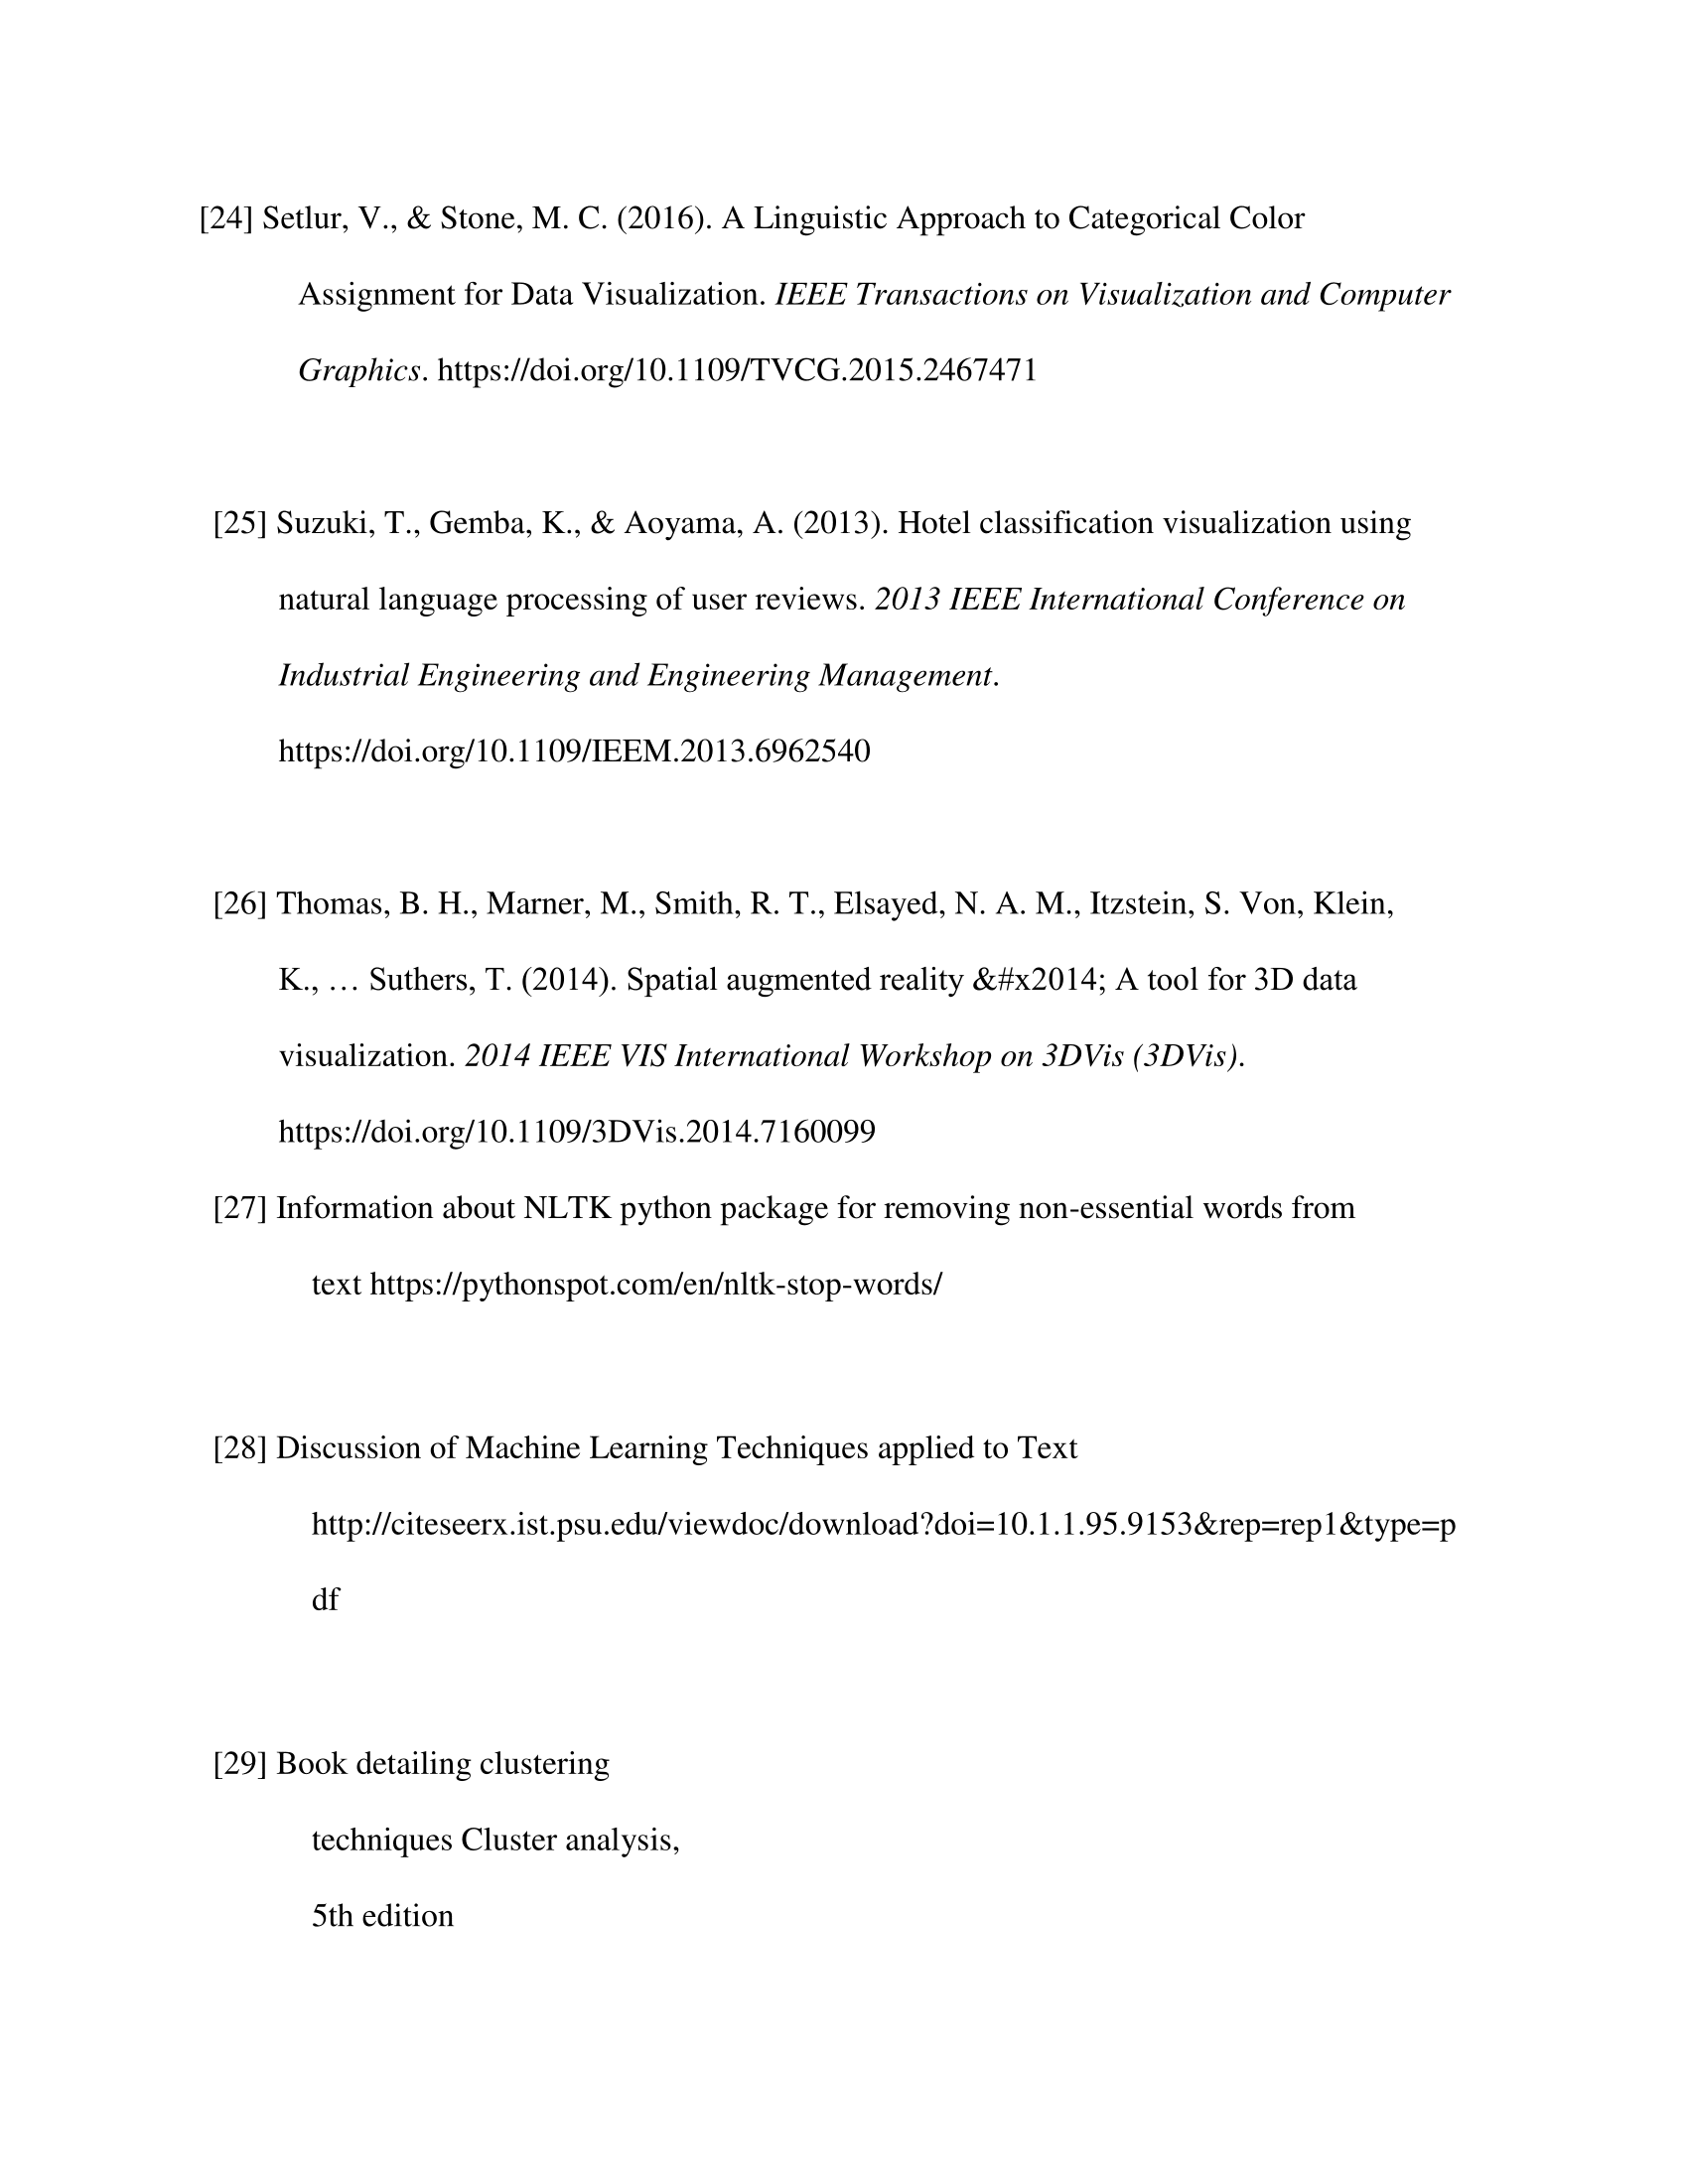 [24] Setlur, V., & Stone, M. C. (2016). A Linguistic Approach to Categorical Color
Assignment for Data Visualization. IEEE Transactions on Visualization and Computer
Graphics. https://doi.org/10.1109/TVCG.2015.2467471
[25] Suzuki, T., Gemba, K., & Aoyama, A. (2013). Hotel classification visualization using
natural language processing of user reviews. 2013 IEEE International Conference on
Industrial Engineering and Engineering Management.
https://doi.org/10.1109/IEEM.2013.6962540
[26] Thomas, B. H., Marner, M., Smith, R. T., Elsayed, N. A. M., Itzstein, S. Von, Klein,
K., … Suthers, T. (2014). Spatial augmented reality &#x2014; A tool for 3D data
visualization. 2014 IEEE VIS International Workshop on 3DVis (3DVis).
https://doi.org/10.1109/3DVis.2014.7160099
[27] Information about NLTK python package for removing non-essential words from
text https://pythonspot.com/en/nltk-stop-words/
[28] Discussion of Machine Learning Techniques applied to Text
http://citeseerx.ist.psu.edu/viewdoc/download?doi=10.1.1.95.9153&rep=rep1&type=p
df
[29] Book detailing clustering
techniques Cluster analysis,
5th edition